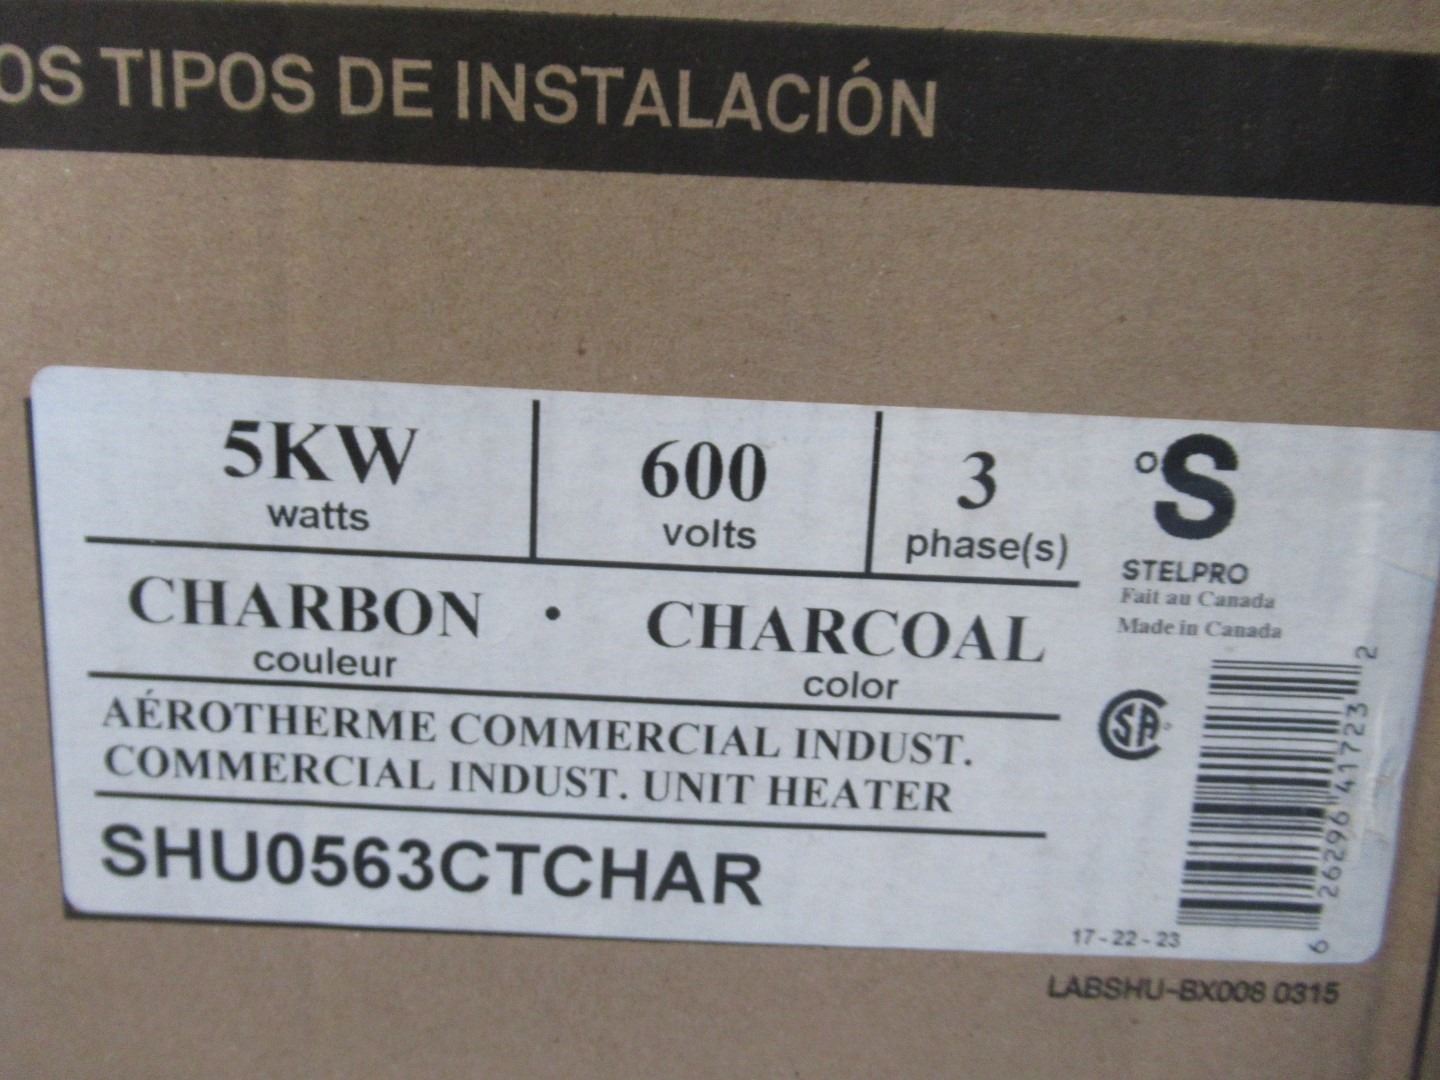 OS TIPOS DE INSTALACIÓN
5KW
watts
600
volts
3
phase(s)
°S
STELPRO
Fait au Canada
Made in Canada
CHARBON • CHARCOAL
couleur
color
AÉROTHERME COMMERCIAL INDUST.
COMMERCIAL INDUST. UNIT HEATER
SHU0563CTCHAR
SA
6 26296 41723 2
17-22-23
LABSHU-BX008 0315